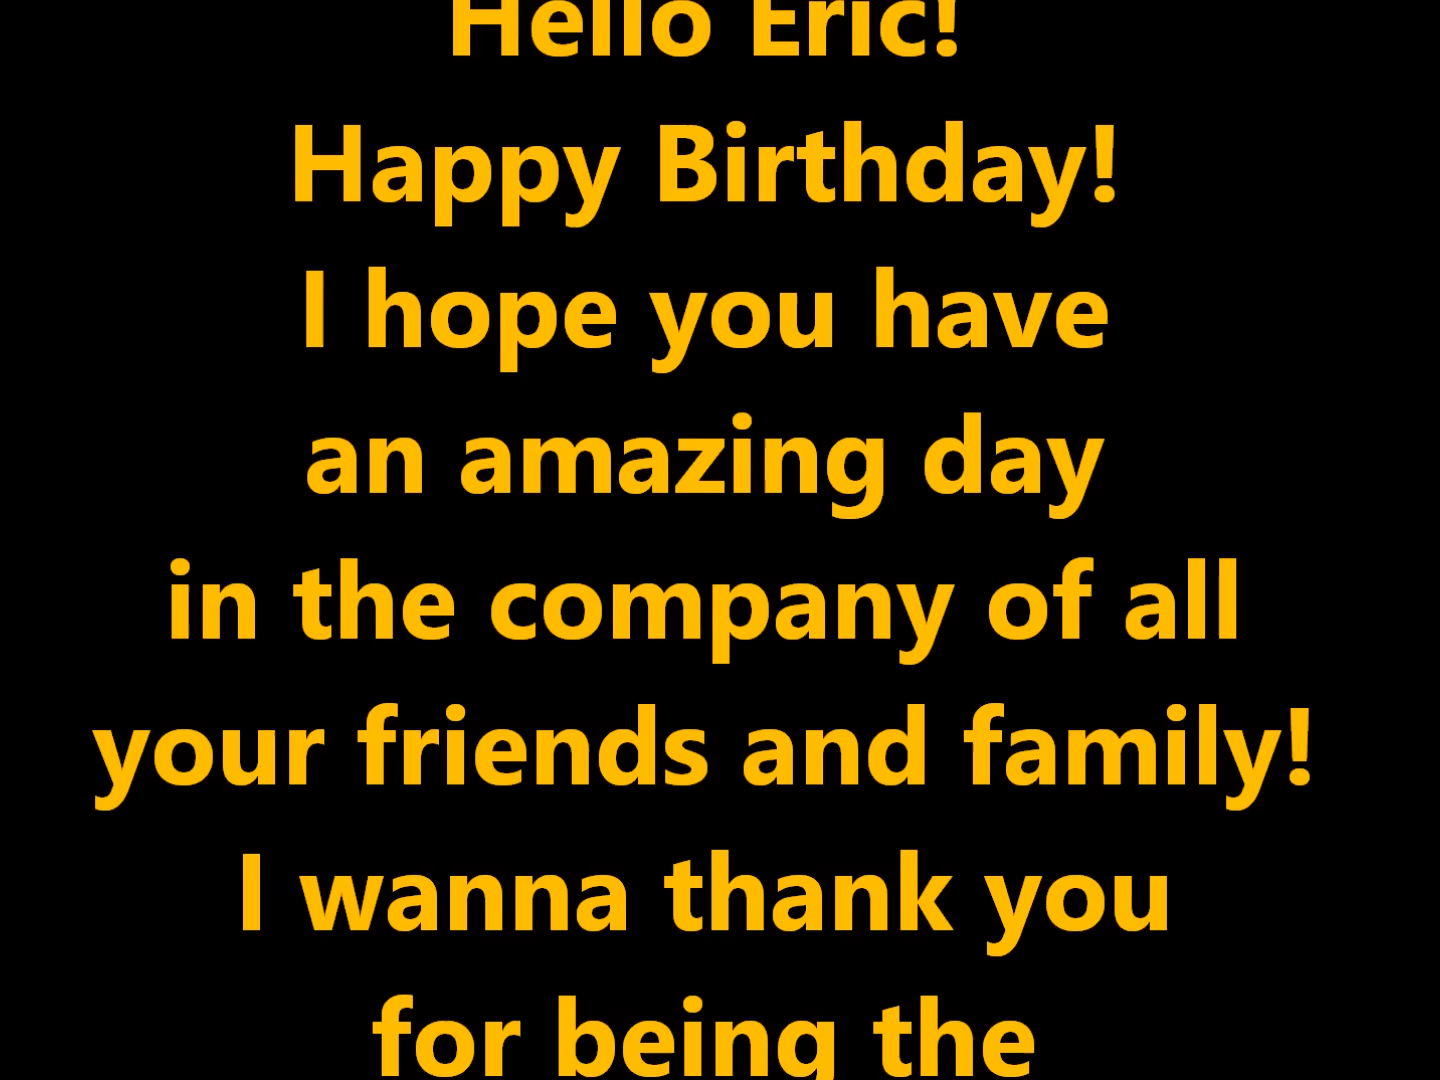 Hello Eric!
Happy Birthday!
I hope you have
an amazing day
in the company of all
your friends and family!
I wanna thank you
for being the